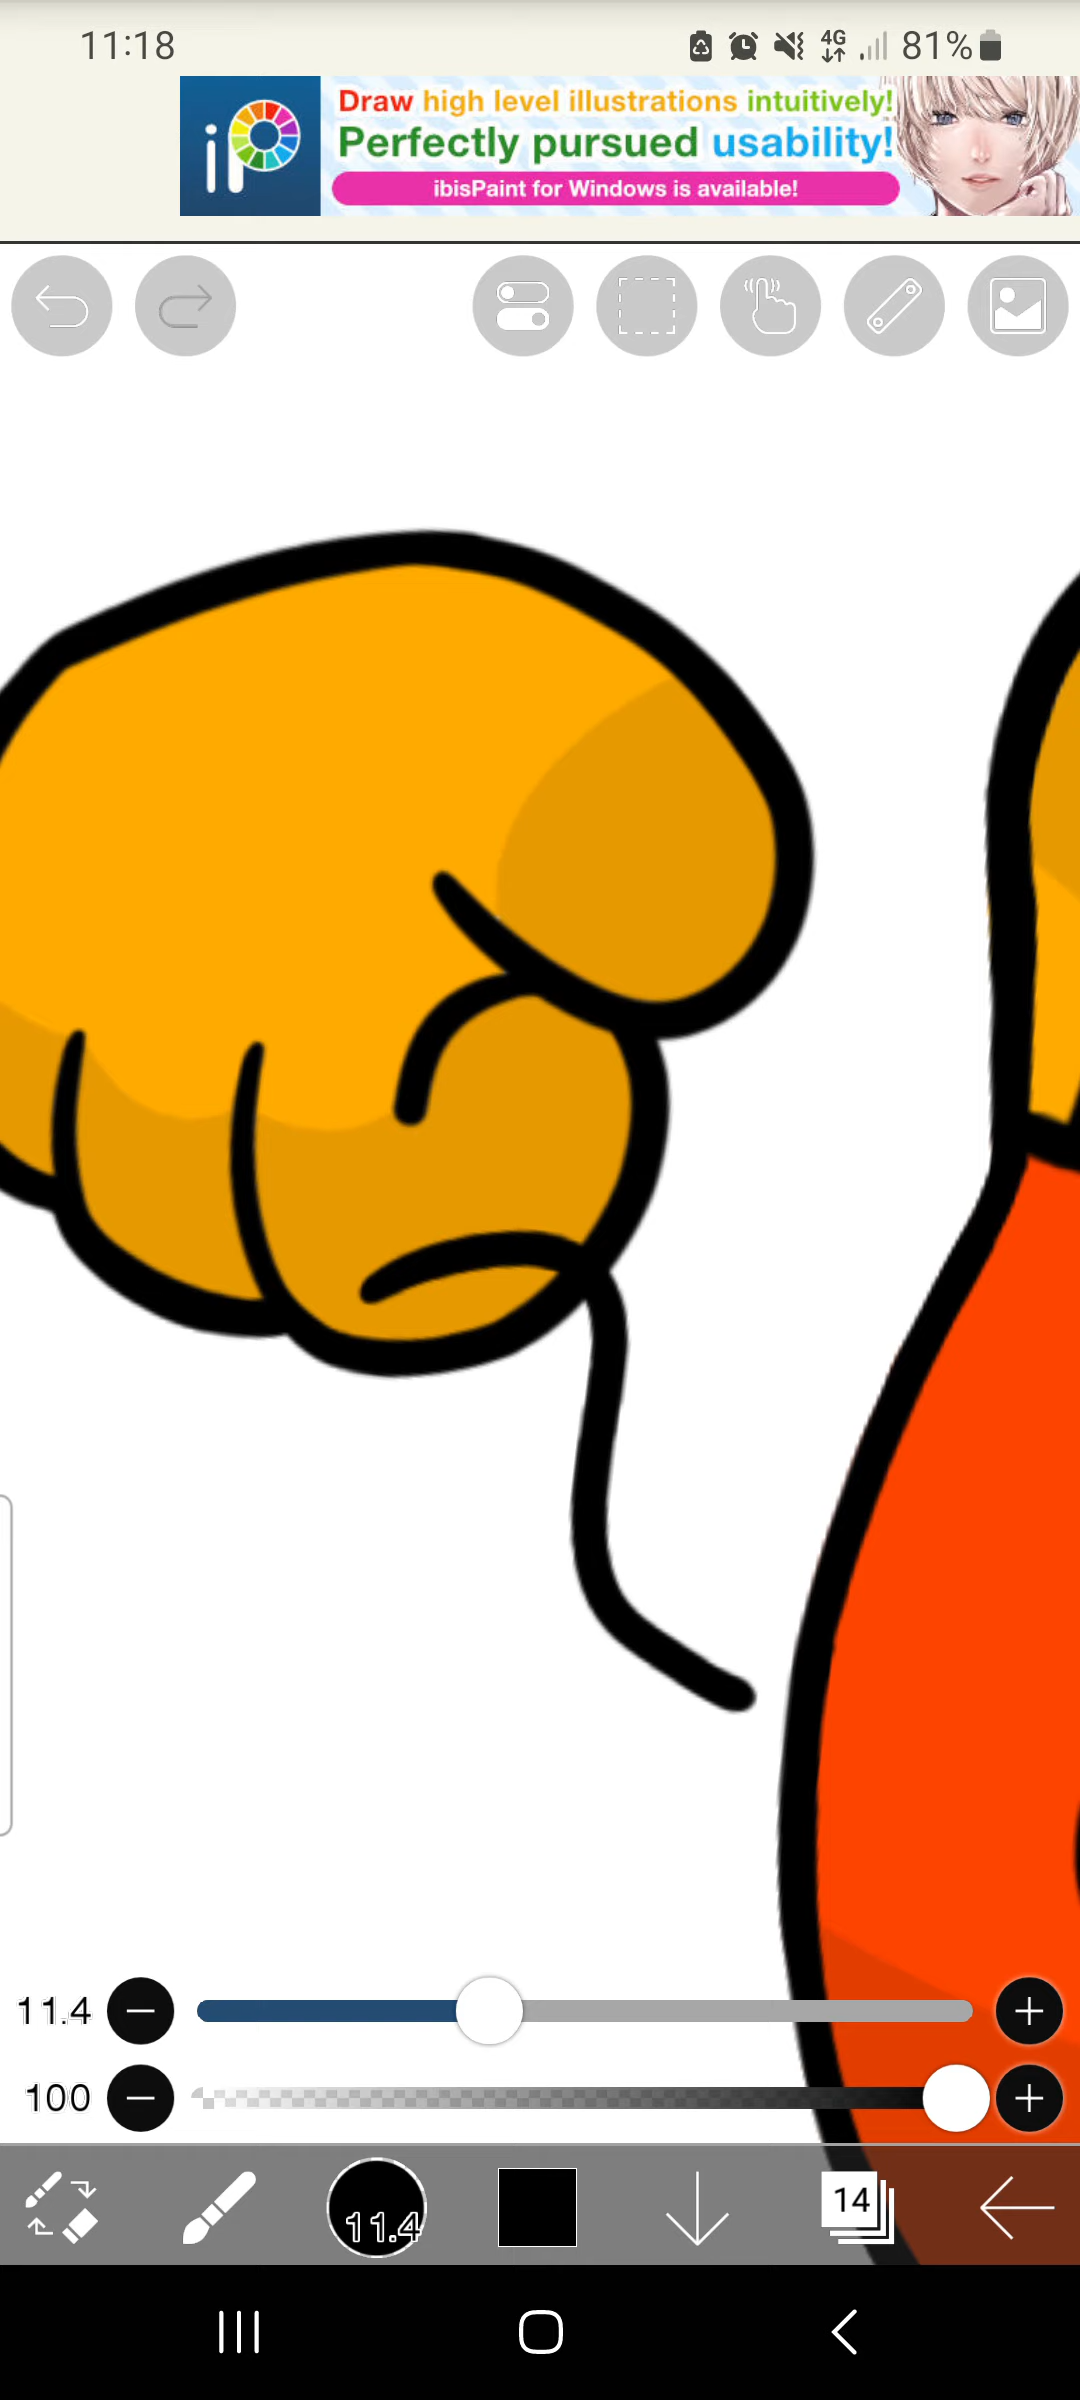 11:18
4G
81%
iP
Draw high level illustrations intuitively!
Perfectly pursued usability!
ibisPaint for Windows is available!
11.4
100
11.4
14